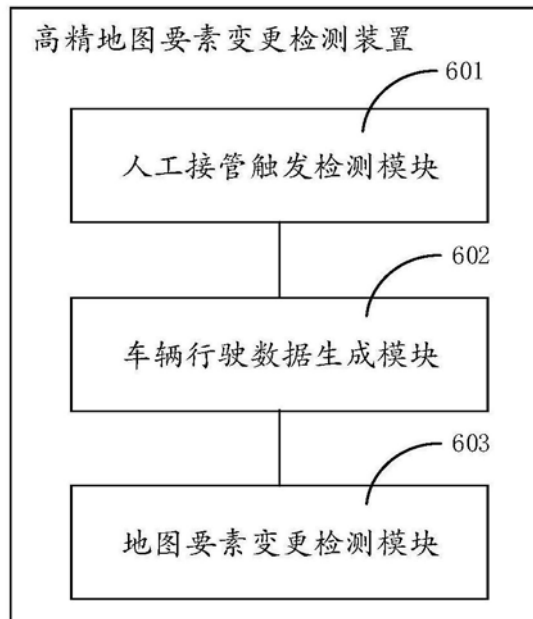 高精地图要素变更检测装置
601
人工接管触发检测模块
602
车辆行驶数据生成模块
603
地图要素变更检测模块